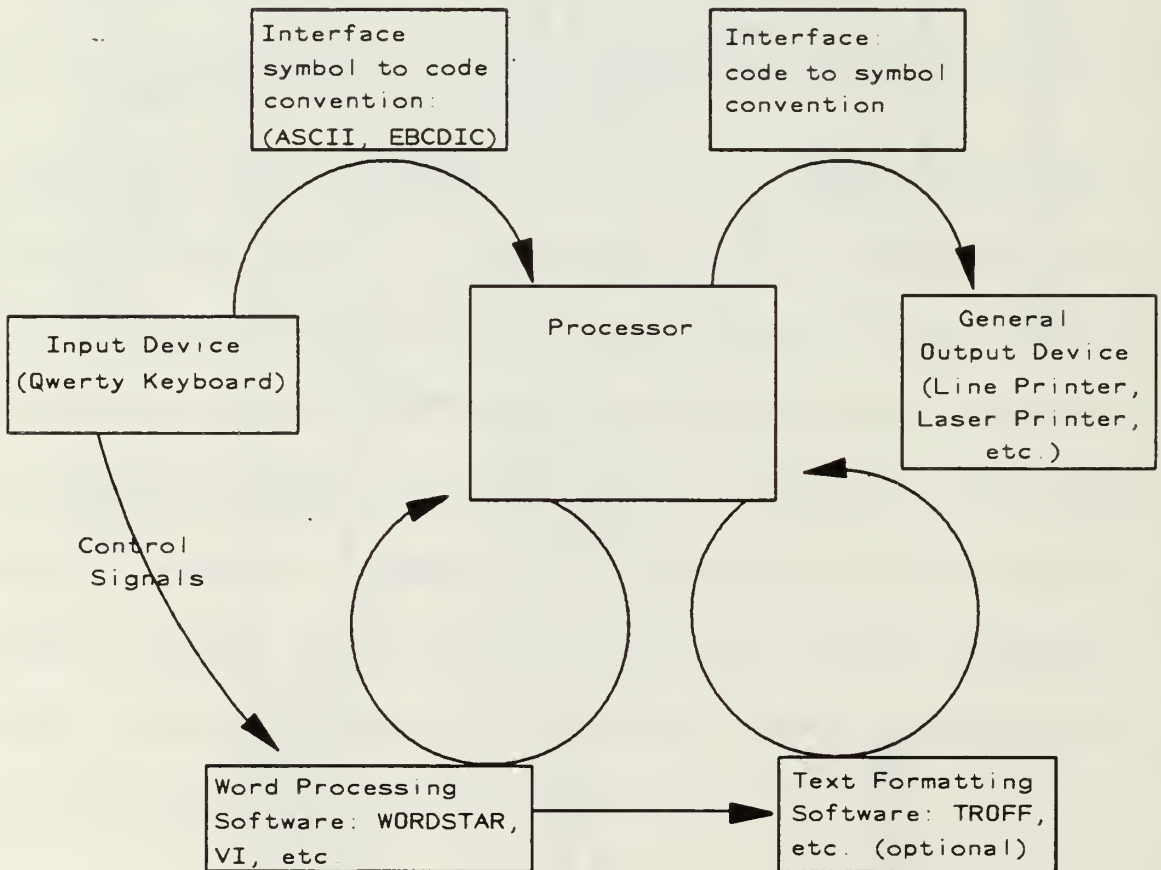 Interface
symbol to code
convention:
(ASCII, EBCDIC)
Interface:
code to symbol
convention
Input Device
(Qwerty Keyboard)
Processor
General
Output Device
(Line Printer,
Laser Printer,
etc.)
Control
Signals
Word Processing
Software: WORDSTAR,
VI, etc
Text Formatting
Software: TROFF,
etc. (optional)